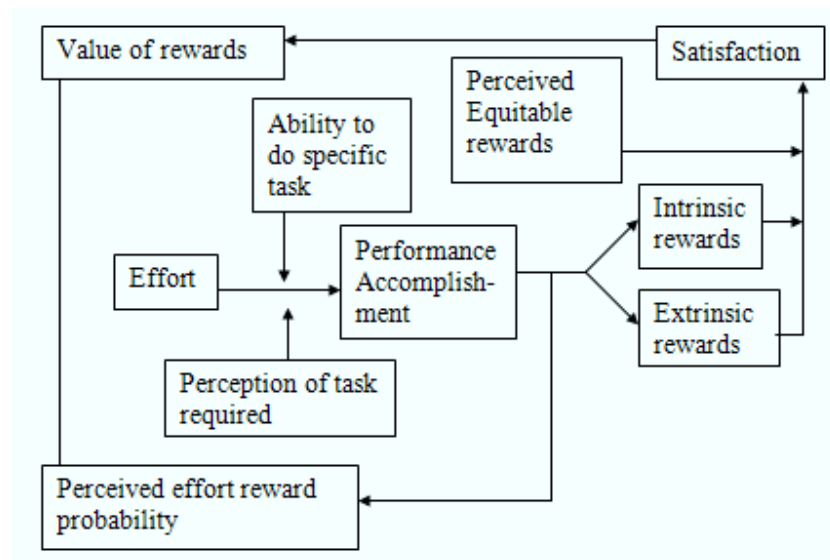 Value of rewards
Satisfaction
Perceived
Equitable
rewards
Ability to
do specific
task
Intrinsic
rewards
Performance
Accomplish-
ment
Effort
Extrinsic
rewards
Perception of task
required
Perceived effort reward
probability